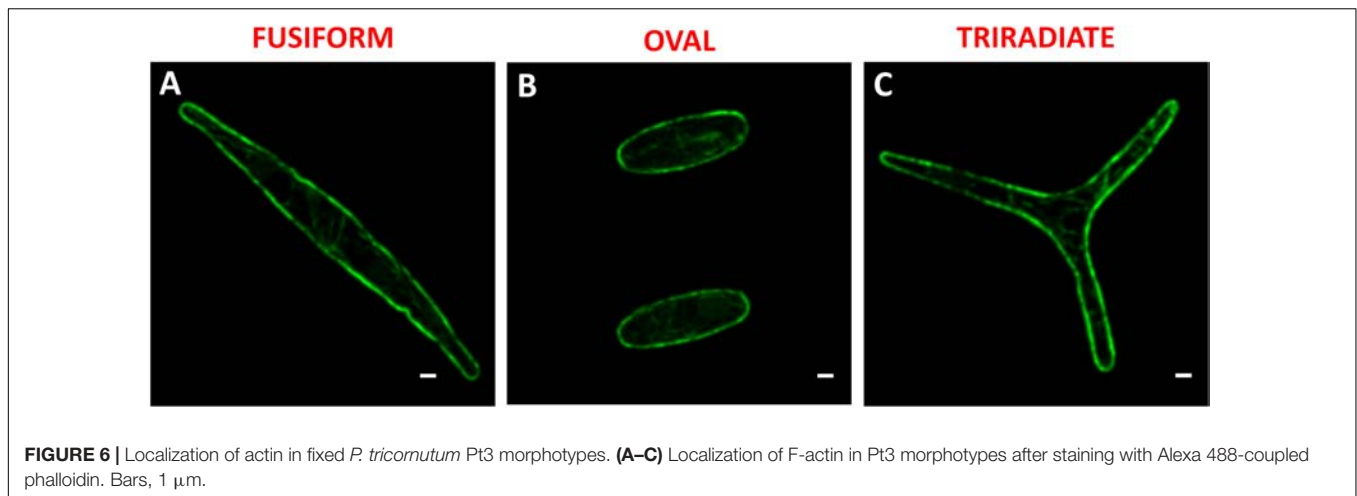 FUSIFORM OVAL TRIRADIATE
A B C
FIGURE 6 | Localization of actin in fixed P. tricornutum Pt3 morphotypes. (A–C) Localization of F-actin in Pt3 morphotypes after staining with Alexa 488-coupled
phalloidin. Bars, 1 μm.